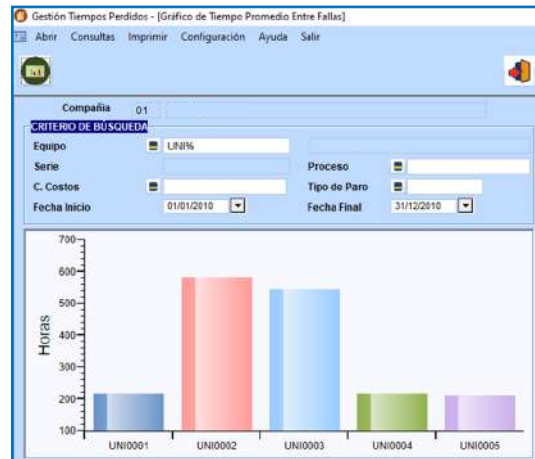 Gestión Tiempos Perdidos - [Gráfico de Tiempo Promedio Entre Fallas]
Abrir Consultas Imprimir Configuración Ayuda Salir
Compañia 01
CRITERIO DE BÚSQUEDA
Equipo UNI%
Serie Proceso
C. Costos Tipo de Paro
Fecha Inicio 01/01/2010 Fecha Final 31/12/2010
700
600
500
400
300
200
100
Horas
UNI0001 UNI0002 UNI0003 UNI0004 UNI0005